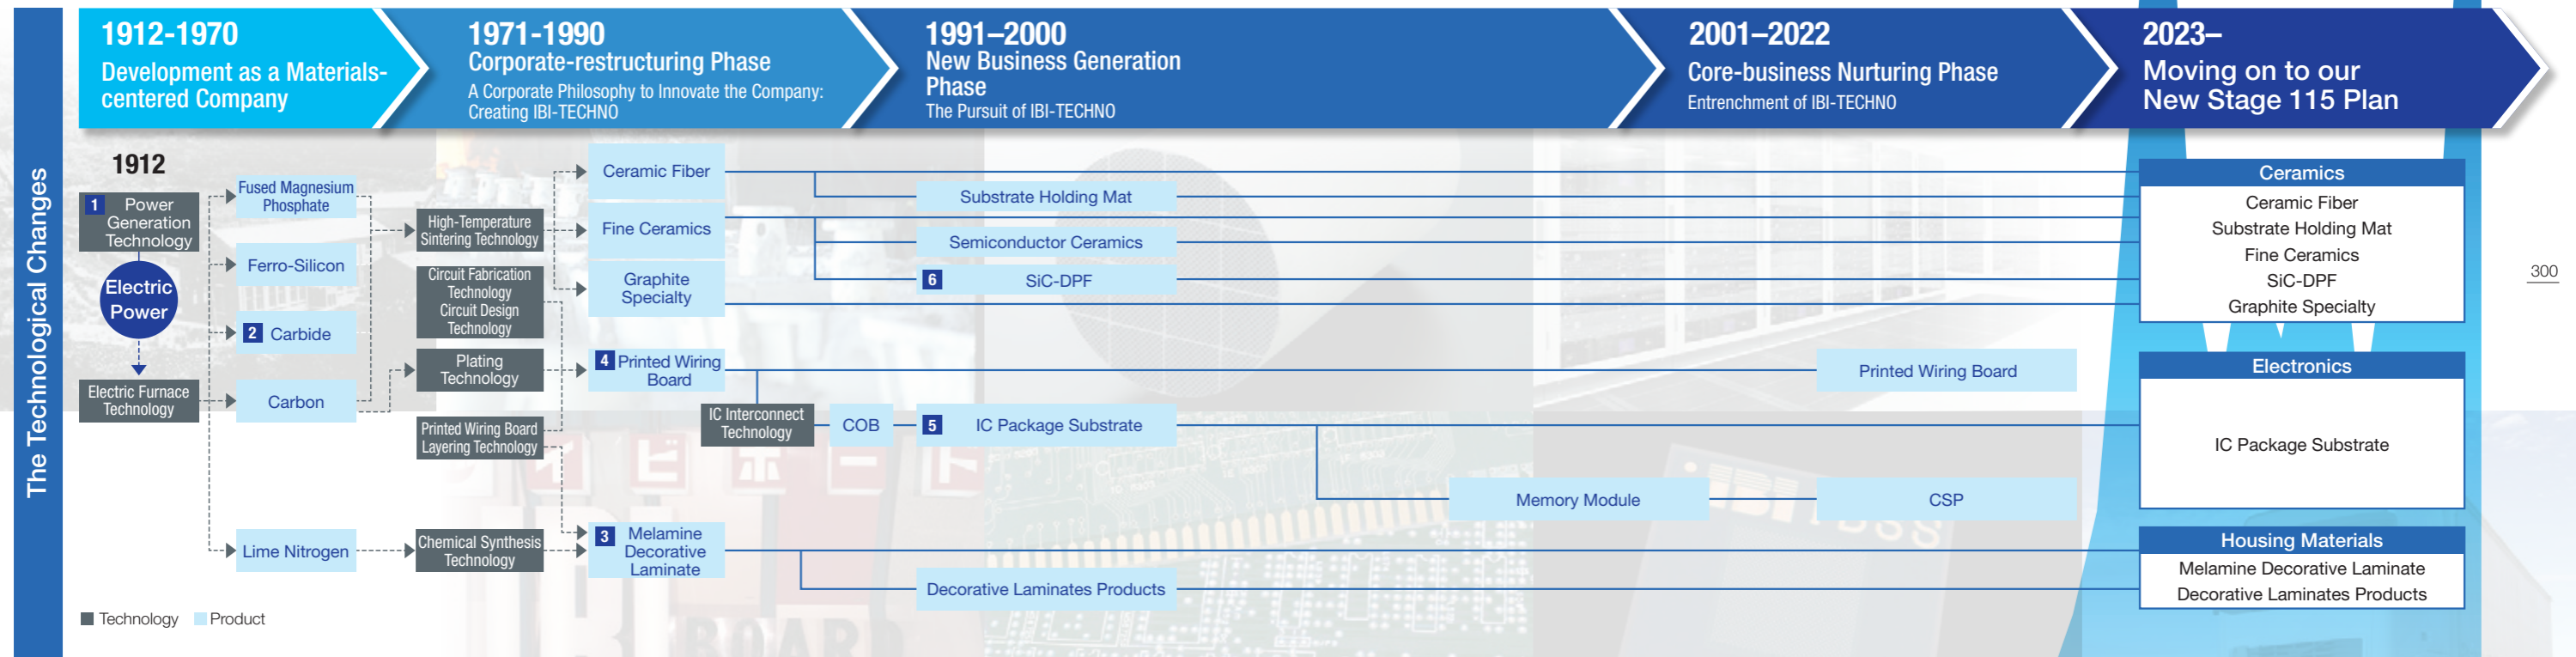 The Technological Changes
1912-1970
Development as a Materials-
centered Company
1971-1990
Corporate-restructuring Phase
A Corporate Philosophy to Innovate the Company:
Creating IBI-TECHNO
1991–2000
New Business Generation
Phase
The Pursuit of IBI-TECHNO
2001–2022
Core-business Nurturing Phase
Entrenchment of IBI-TECHNO
2023–
Moving on to our
New Stage 115 Plan
1912
1 Power
Generation
Technology
Electric
Power
Electric Furnace
Technology
Fused Magnesium
Phosphate
Ferro-Silicon
2 Carbide
Carbon
Lime Nitrogen
High-Temperature
Sintering Technology
Circuit Fabrication
Technology
Circuit Design
Technology
Plating
Technology
Printed Wiring Board
Layering Technology
Chemical Synthesis
Technology
Ceramic Fiber
Fine Ceramics
Graphite
Specialty
4 Printed Wiring
Board
IC Interconnect
Technology
COB
3 Melamine
Decorative
Laminate
Substrate Holding Mat
Semiconductor Ceramics
6 SiC-DPF
5 IC Package Substrate
Decorative Laminates Products
Memory Module
Printed Wiring Board
CSP
Ceramics
Ceramic Fiber
Substrate Holding Mat
Fine Ceramics
SiC-DPF
Graphite Specialty
Electronics
IC Package Substrate
Housing Materials
Melamine Decorative Laminate
Decorative Laminates Products
300
Technology
Product
イビボード
BOARD